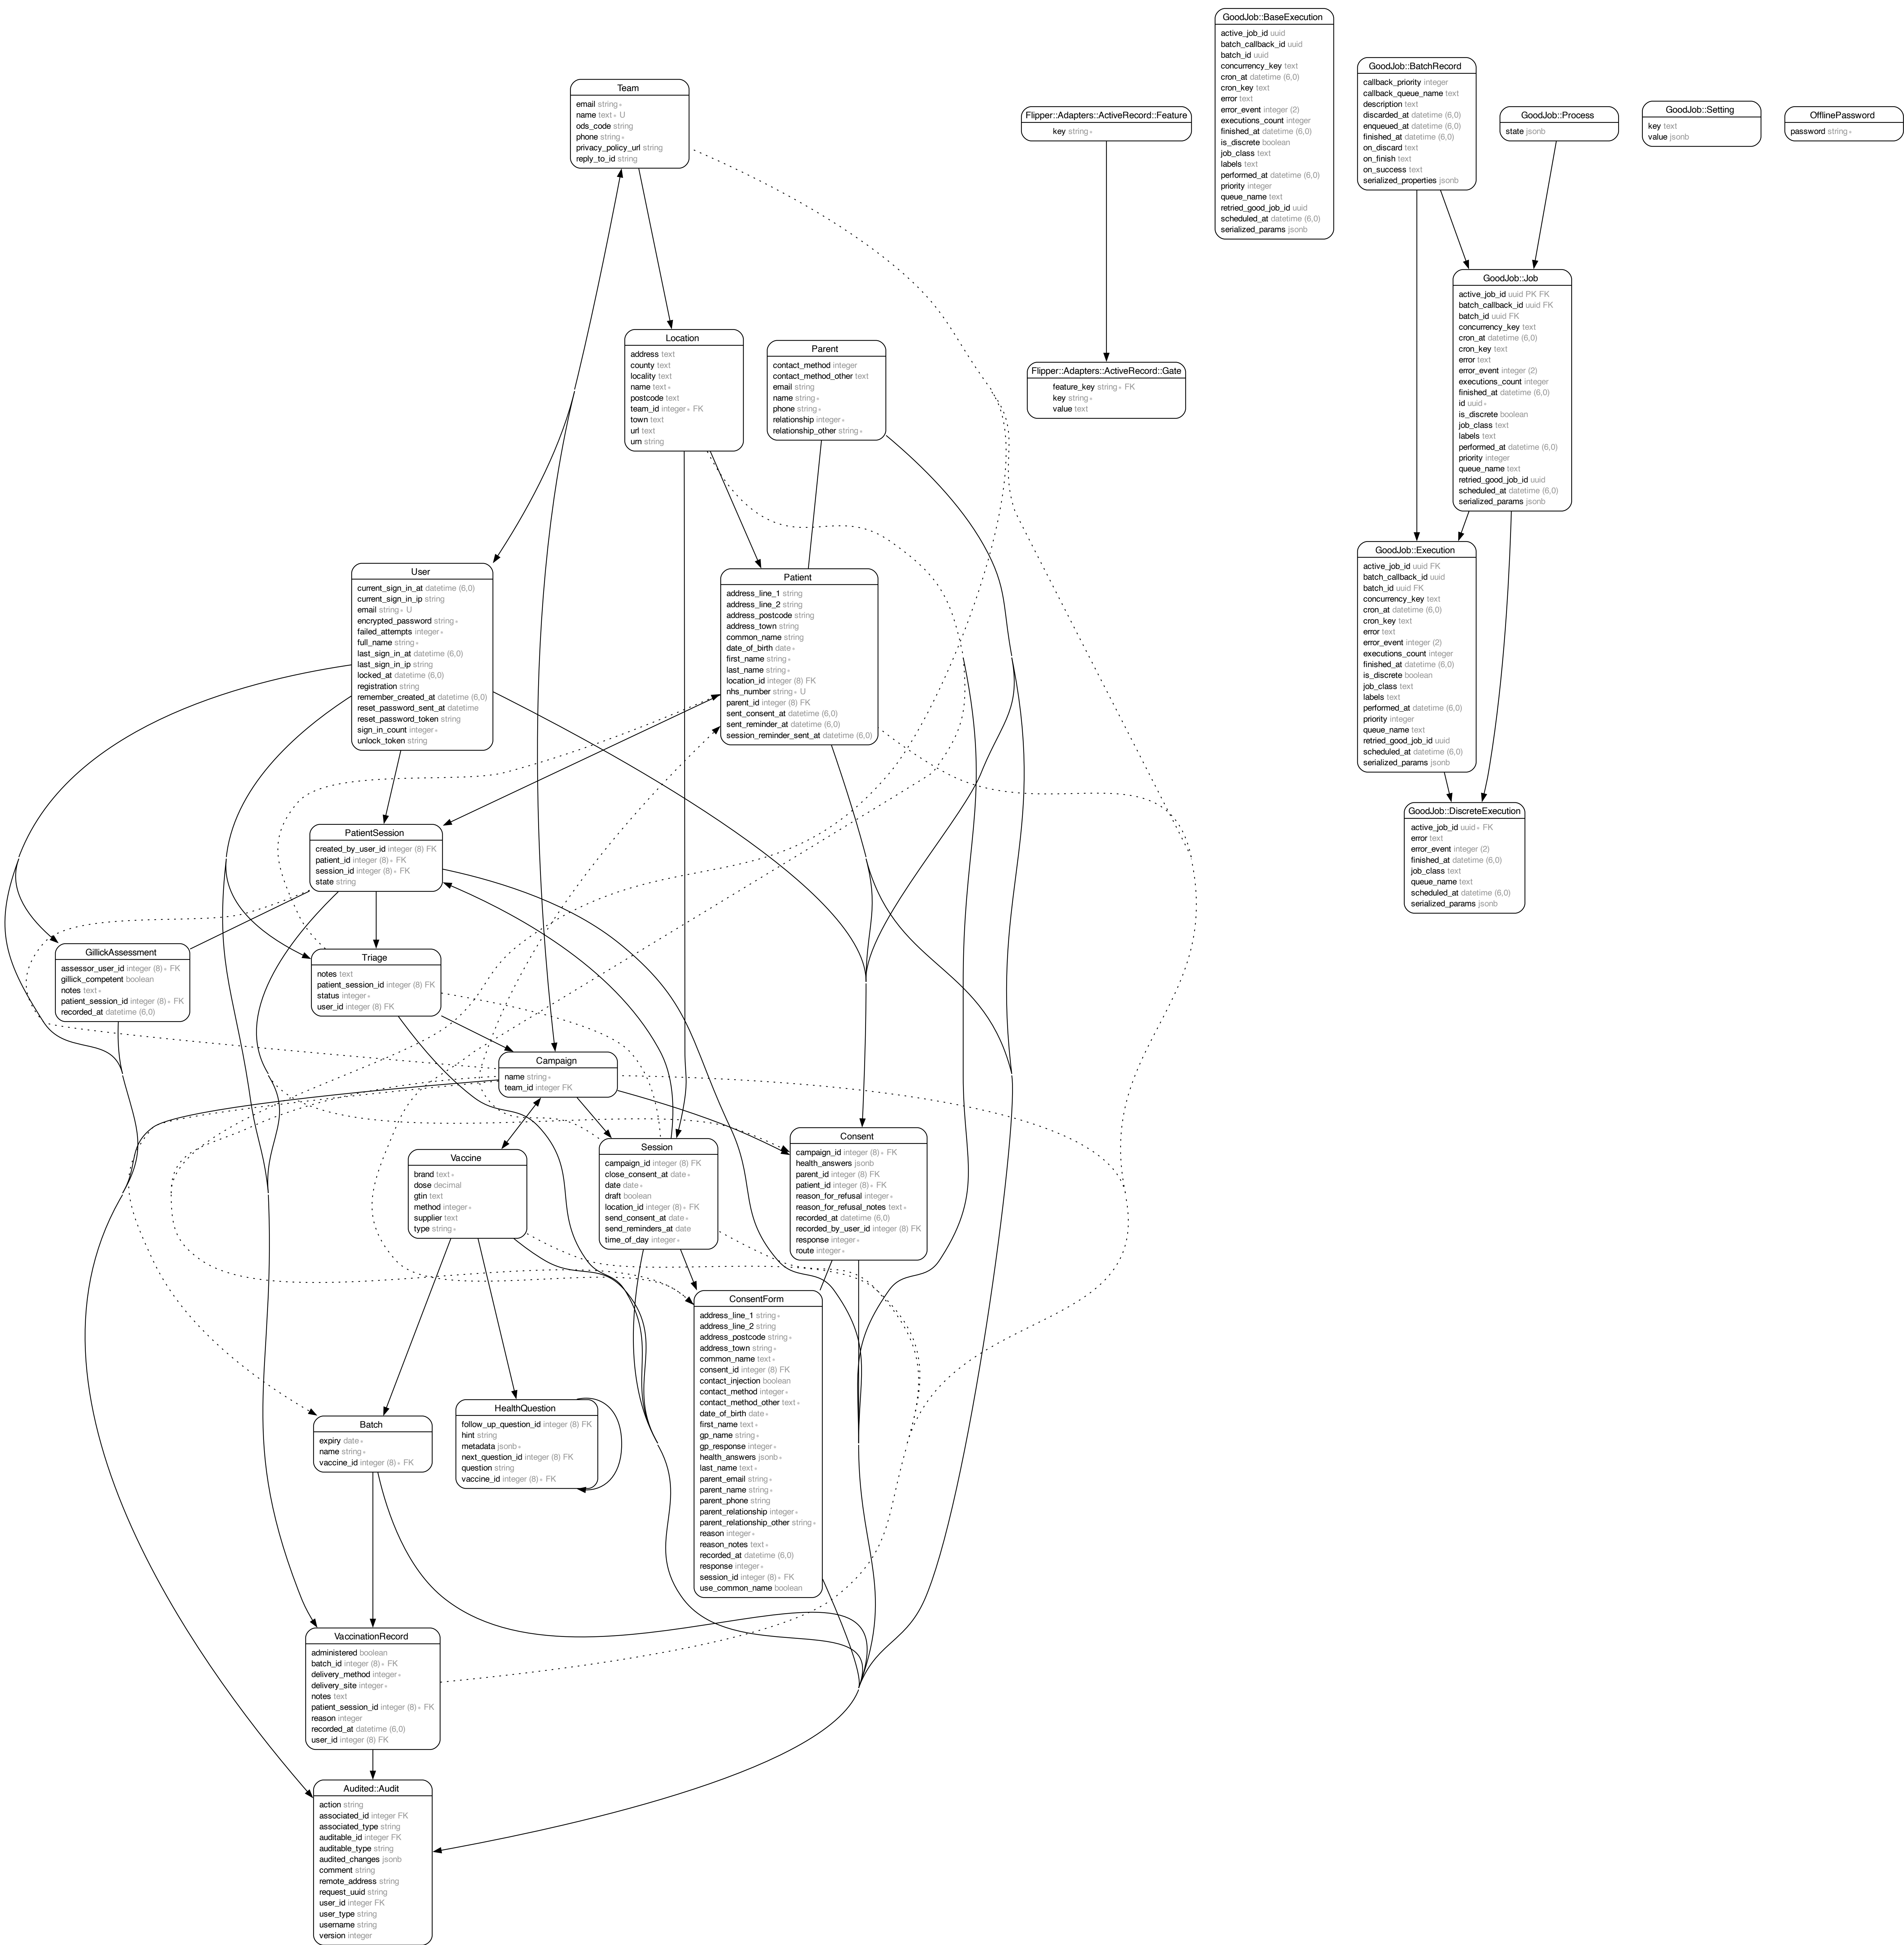 GoodJob::BaseExecution
active_job_id uuid
batch_callback_id uuid
batch_id uuid
concurrency_key text
cron_at datetime (6,0)
cron_key text
error text
error_event integer (2)
executions_count integer
finished_at datetime (6,0)
is_discrete boolean
job_class text
labels text
performed_at datetime (6,0)
priority integer
queue_name text
retried_good_job_id uuid
scheduled_at datetime (6,0)
serialized_params jsonb
GoodJob::BatchRecord
callback_priority integer
callback_queue_name text
description text
discarded_at datetime (6,0)
enqueued_at datetime (6,0)
finished_at datetime (6,0)
on_discard text
on_finish text
on_success text
serialized_properties jsonb
Team
email string ∗
name text ∗ U
ods_code string
phone string ∗
privacy_policy_url string
reply_to_id string
Flipper::Adapters::ActiveRecord::Feature
key string ∗
GoodJob::Process
state jsonb
GoodJob::Setting
key text
value jsonb
OfflinePassword
password string ∗
GoodJob::Job
active_job_id uuid PK FK
batch_callback_id uuid FK
batch_id uuid FK
concurrency_key text
cron_at datetime (6,0)
cron_key text
error text
error_event integer (2)
executions_count integer
finished_at datetime (6,0)
id uuid ∗
is_discrete boolean
job_class text
labels text
performed_at datetime (6,0)
priority integer
queue_name text
retried_good_job_id uuid
scheduled_at datetime (6,0)
serialized_params jsonb
Location
address text
county text
locality text
name text ∗
postcode text
team_id integer ∗ FK
town text
url text
urn string
Parent
contact_method integer
contact_method_other text
email string
name string ∗
phone string ∗
relationship integer ∗
relationship_other string ∗
Flipper::Adapters::ActiveRecord::Gate
feature_key string ∗ FK
key string ∗
value text
GoodJob::Execution
active_job_id uuid FK
batch_callback_id uuid
batch_id uuid FK
concurrency_key text
cron_at datetime (6,0)
cron_key text
error text
error_event integer (2)
executions_count integer
finished_at datetime (6,0)
is_discrete boolean
job_class text
labels text
performed_at datetime (6,0)
priority integer
queue_name text
retried_good_job_id uuid
scheduled_at datetime (6,0)
serialized_params jsonb
User
current_sign_in_at datetime (6,0)
current_sign_in_ip string
email string ∗ U
encrypted_password string ∗
failed_attempts integer ∗
full_name string ∗
last_sign_in_at datetime (6,0)
last_sign_in_ip string
locked_at datetime (6,0)
registration string
remember_created_at datetime (6,0)
reset_password_sent_at datetime
reset_password_token string
sign_in_count integer ∗
unlock_token string
Patient
address_line_1 string
address_line_2 string
address_postcode string
address_town string
common_name string
date_of_birth date ∗
first_name string ∗
last_name string ∗
location_id integer (8) FK
nhs_number string ∗ U
parent_id integer (8) FK
sent_consent_at datetime (6,0)
sent_reminder_at datetime (6,0)
session_reminder_sent_at datetime (6,0)
GoodJob::DiscreteExecution
active_job_id uuid ∗ FK
error text
error_event integer (2)
finished_at datetime (6,0)
job_class text
queue_name text
scheduled_at datetime (6,0)
serialized_params jsonb
PatientSession
created_by_user_id integer (8) FK
patient_id integer (8) ∗ FK
session_id integer (8) ∗ FK
state string
GillickAssessment
assessor_user_id integer (8) ∗ FK
gillick_competent boolean
notes text ∗
patient_session_id integer (8) ∗ FK
recorded_at datetime (6,0)
Triage
notes text
patient_session_id integer (8) FK
status integer ∗
user_id integer (8) FK
Campaign
name string ∗
team_id integer FK
Vaccine
brand text ∗
dose decimal
gtin text
method integer ∗
supplier text
type string ∗
Session
campaign_id integer (8) FK
close_consent_at date ∗
date date ∗
draft boolean
location_id integer (8) ∗ FK
send_consent_at date ∗
send_reminders_at date
time_of_day integer ∗
Consent
campaign_id integer (8) ∗ FK
health_answers jsonb
parent_id integer (8) FK
patient_id integer (8) ∗ FK
reason_for_refusal integer ∗
reason_for_refusal_notes text ∗
recorded_at datetime (6,0)
recorded_by_user_id integer (8) FK
response integer ∗
route integer ∗
ConsentForm
address_line_1 string ∗
address_line_2 string
address_postcode string ∗
address_town string ∗
common_name text ∗
consent_id integer (8) FK
contact_injection boolean
contact_method integer ∗
contact_method_other text ∗
date_of_birth date ∗
first_name text ∗
gp_name string ∗
gp_response integer ∗
health_answers jsonb ∗
last_name text ∗
parent_email string ∗
parent_name string ∗
parent_phone string
parent_relationship integer ∗
parent_relationship_other string ∗
reason integer ∗
reason_notes text ∗
recorded_at datetime (6,0)
response integer ∗
session_id integer (8) ∗ FK
use_common_name boolean
Batch
expiry date ∗
name string ∗
vaccine_id integer (8) ∗ FK
HealthQuestion
follow_up_question_id integer (8) FK
hint string
metadata jsonb ∗
next_question_id integer (8) FK
question string
vaccine_id integer (8) ∗ FK
VaccinationRecord
administered boolean
batch_id integer (8) ∗ FK
delivery_method integer ∗
delivery_site integer ∗
notes text
patient_session_id integer (8) ∗ FK
reason integer
recorded_at datetime (6,0)
user_id integer (8) FK
Audited::Audit
action string
associated_id integer FK
associated_type string
auditable_id integer FK
auditable_type string
audited_changes jsonb
comment string
remote_address string
request_uuid string
user_id integer FK
user_type string
username string
version integer